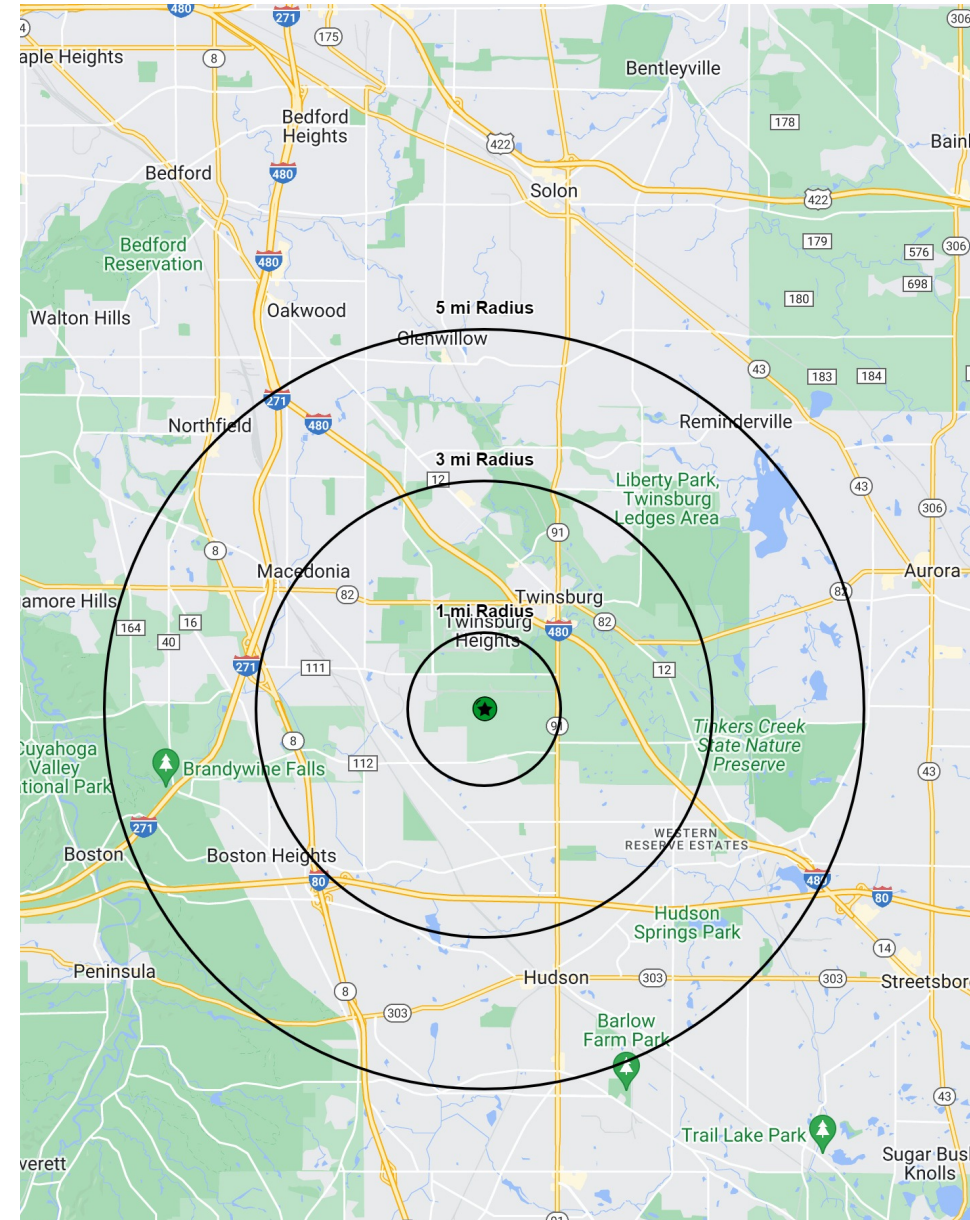 480
271
175
8
306
aple Heights
Bentleyville
Bedford
Heights
178
422
Bainl
Bedford
480
Solon
422
Bedford
Reservation
179
576
306
480
698
180
Oakwood
5 mi Radius
Walton Hills
Glenwillow
43
183
184
271
Northfield
480
Reminderville
3 mi Radius
12
Liberty Park,
Twinsburg
Ledges Area
43
306
91
8
Macedonia
Aurora
82
82
amore Hills
Twinsburg
1 mi Radius
Twinsburg
Heights
16
164
40
82
480
271
111
12
91
Tinkers Creek
State Nature
Preserve
8
Cuyahoga
Valley
tional Park
Brandywine Falls
112
43
271
WESTERN
RESERVE ESTATES
Boston
Boston Heights
80
480
80
Hudson
Springs Park
14
Peninsula
Hudson
303
303
Streetsbor
8
303
Barlow
Farm Park
43
Trail Lake Park
verett
Sugar Bus
Knolls
91